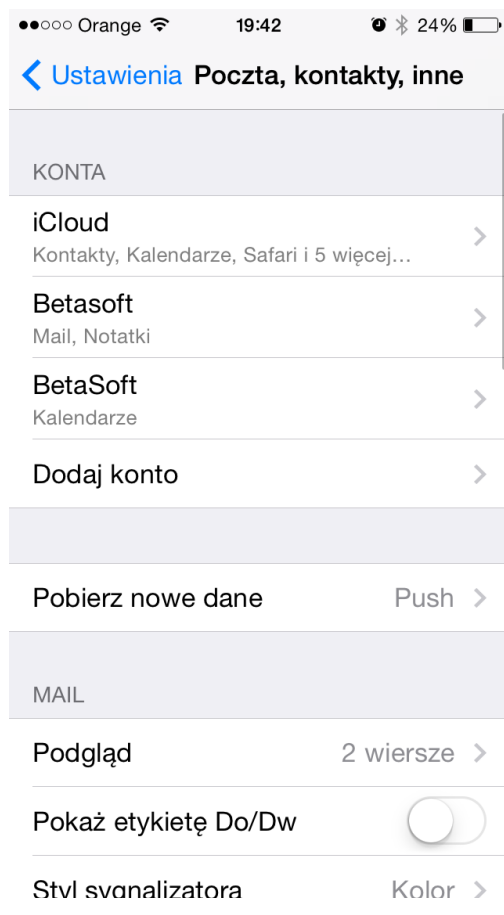 Orange 19:42 24%
Ustawienia Poczta, kontakty, inne
KONTA
iCloud
Kontakty, Kalendarze, Safari i 5 więcej...
Betasoft
Mail, Notatki
BetaSoft
Kalendarze
Dodaj konto
Pobierz nowe dane Push
MAIL
Podgląd 2 wiersze
Pokaż etykietę Do/Dw
Styl sygnalizatora Kolor